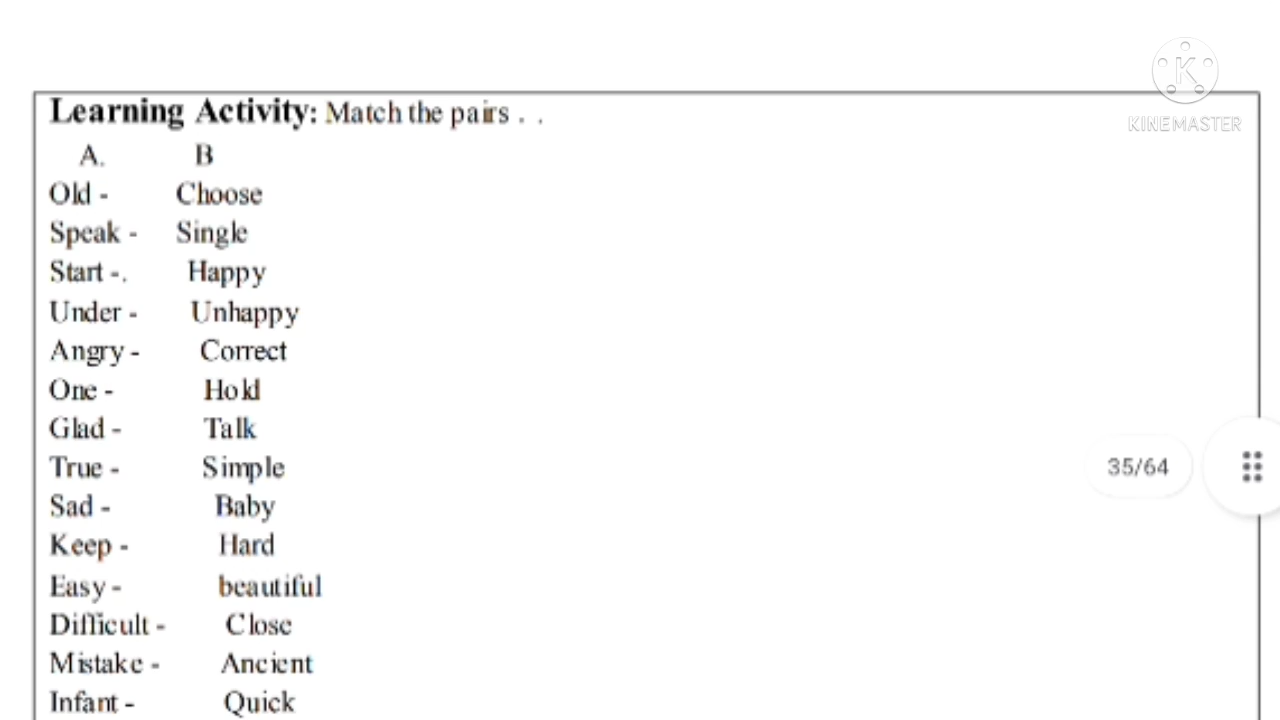 K
KINEMASTER
Learning Activity: Match the pairs . .
A. B
Old - Choose
Speak - Single
Start -. Happy
Under - Unhappy
Angry - Correct
One - Hold
Glad - Talk
True - Simple
35/64
Sad - Baby
Keep - Hard
Easy - beautiful
Difficult - Close
Mistake - Ancient
Infant - Quick